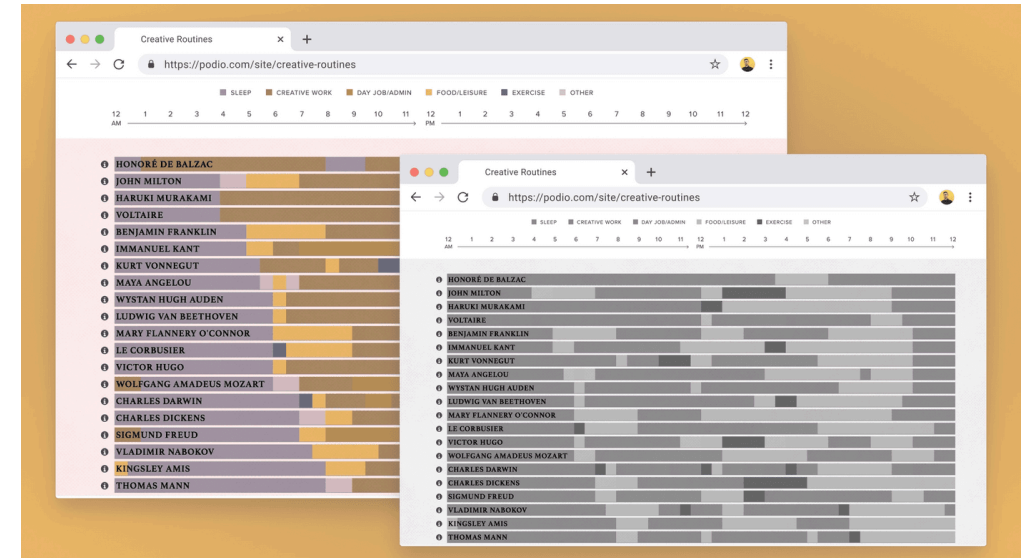 Creative Routines × +
https://podio.com/site/creative-routines
SLEEP CREATIVE WORK DAY JOB/ADMIN FOOD/LEISURE EXERCISE OTHER
12 1 2 3 4 5 6 7 8 9 10 11 12 1 2 3 4 5 6 7 8 9 10 11 12
AM PM
HONORÉ DE BALZAC
JOHN MILTON
HARUKI MURAKAMI
VOLTAIRE
BENJAMIN FRANKLIN
IMMANUEL KANT
KURT VONNEGUT
MAYA ANGELOU
WYSTAN HUGH AUDEN
LUDWIG VAN BEETHOVEN
MARY FLANNERY O'CONNOR
LE CORBUSIER
VICTOR HUGO
WOLFGANG AMADEUS MOZART
CHARLES DARWIN
CHARLES DICKENS
SIGMUND FREUD
VLADIMIR NABOKOV
KINGSLEY AMIS
THOMAS MANN
Creative Routines × +
https://podio.com/site/creative-routines
SLEEP CREATIVE WORK DAY JOB/ADMIN FOOD/LEISURE EXERCISE OTHER
12 1 2 3 4 5 6 7 8 9 10 11 12 1 2 3 4 5 6 7 8 9 10 11 12
AM PM
HONORÉ DE BALZAC
JOHN MILTON
HARUKI MURAKAMI
VOLTAIRE
BENJAMIN FRANKLIN
IMMANUEL KANT
KURT VONNEGUT
MAYA ANGELOU
WYSTAN HUGH AUDEN
LUDWIG VAN BEETHOVEN
MARY FLANNERY O'CONNOR
LE CORBUSIER
VICTOR HUGO
WOLFGANG AMADEUS MOZART
CHARLES DARWIN
CHARLES DICKENS
SIGMUND FREUD
VLADIMIR NABOKOV
KINGSLEY AMIS
THOMAS MANN